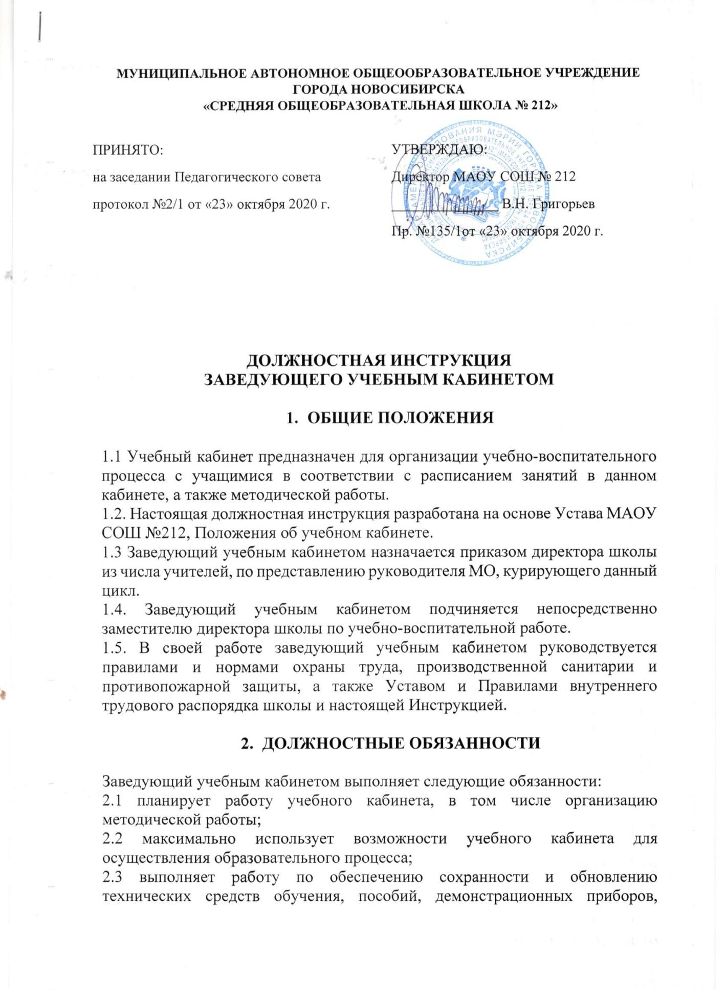 МУНИЦИПАЛЬНОЕ АВТОНОМНОЕ ОБЩЕООБРАЗОВАТЕЛЬНОЕ УЧРЕЖДЕНИЕ
ГОРОДА НОВОСИБИРСКА
«СРЕДНЯЯ ОБЩЕОБРАЗОВАТЕЛЬНАЯ ШКОЛА № 212»
ПРИНЯТО:
на заседании Педагогического совета
протокол №2/1 от «23» октября 2020 г.
УТВЕРЖДАЮ:
Директор МАОУ СОШ № 212
В.Н. Григорьев
Пр. №135/1от «23» октября 2020 г.
ДОЛЖНОСТНАЯ ИНСТРУКЦИЯ
ЗАВЕДУЮЩЕГО УЧЕБНЫМ КАБИНЕТОМ
1. ОБЩИЕ ПОЛОЖЕНИЯ
1.1 Учебный кабинет предназначен для организации учебно-воспитательного
процесса с учащимися в соответствии с расписанием занятий в данном
кабинете, а также методической работы.
1.2. Настоящая должностная инструкция разработана на основе Устава МАОУ
СОШ №212, Положения об учебном кабинете.
1.3 Заведующий учебным кабинетом назначается приказом директора школы
из числа учителей, по представлению руководителя МО, курирующего данный
цикл.
1.4. Заведующий учебным кабинетом подчиняется непосредственно
заместителю директора школы по учебно-воспитательной работе.
1.5. В своей работе заведующий учебным кабинетом руководствуется
правилами и нормами охраны труда, производственной санитарии и
противопожарной защиты, а также Уставом и Правилами внутреннего
трудового распорядка школы и настоящей Инструкцией.
2. ДОЛЖНОСТНЫЕ ОБЯЗАННОСТИ
Заведующий учебным кабинетом выполняет следующие обязанности:
2.1 планирует работу учебного кабинета, в том числе организацию
методической работы;
2.2 максимально использует возможности учебного кабинета для
осуществления образовательного процесса;
2.3 выполняет работу по обеспечению сохранности и обновлению
технических средств обучения, пособий, демонстрационных приборов,